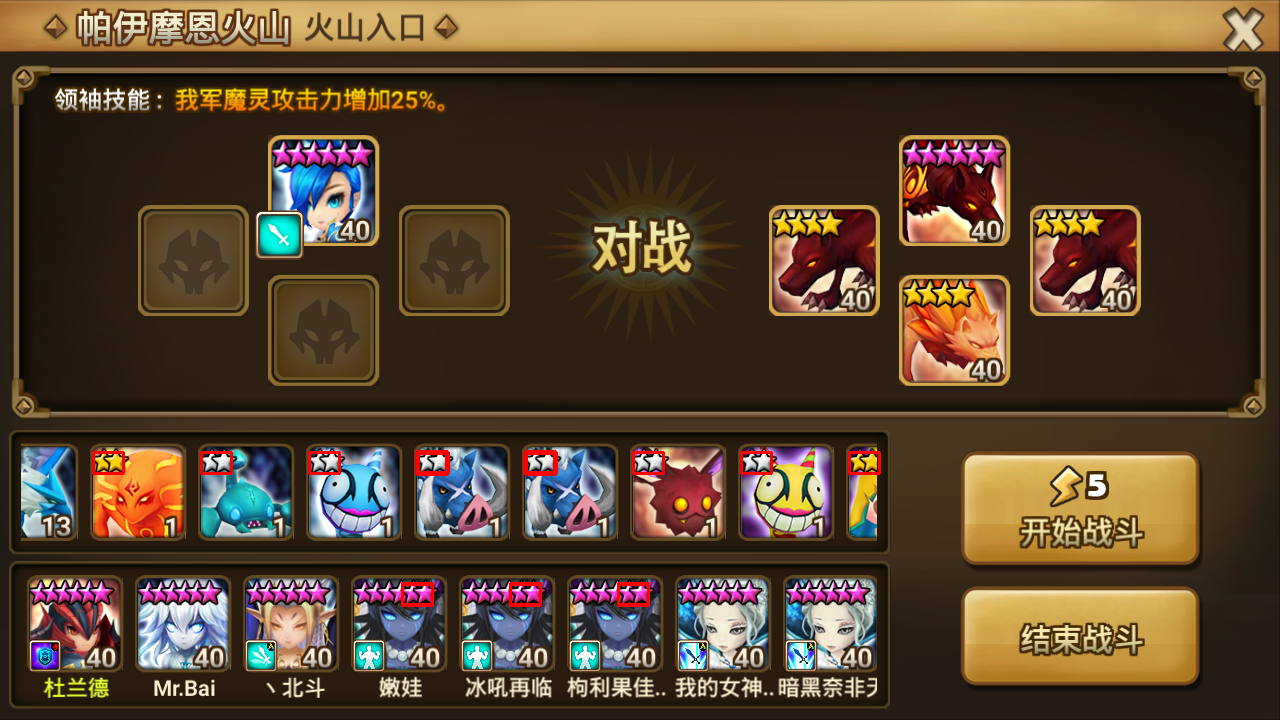 帕伊摩恩火山 火山入口
领袖技能：我军魔灵攻击力增加25%。
40 40
对战
40 40
40
13 1 1 1 1 1 1 1
5
开始战斗
40 40 40 40 40 40 40 40
杜兰德 Mr.Bai 丶北斗 嫩娃 冰吼再临 枸利果佳.. 我的女神.. 暗黑奈非
结束战斗